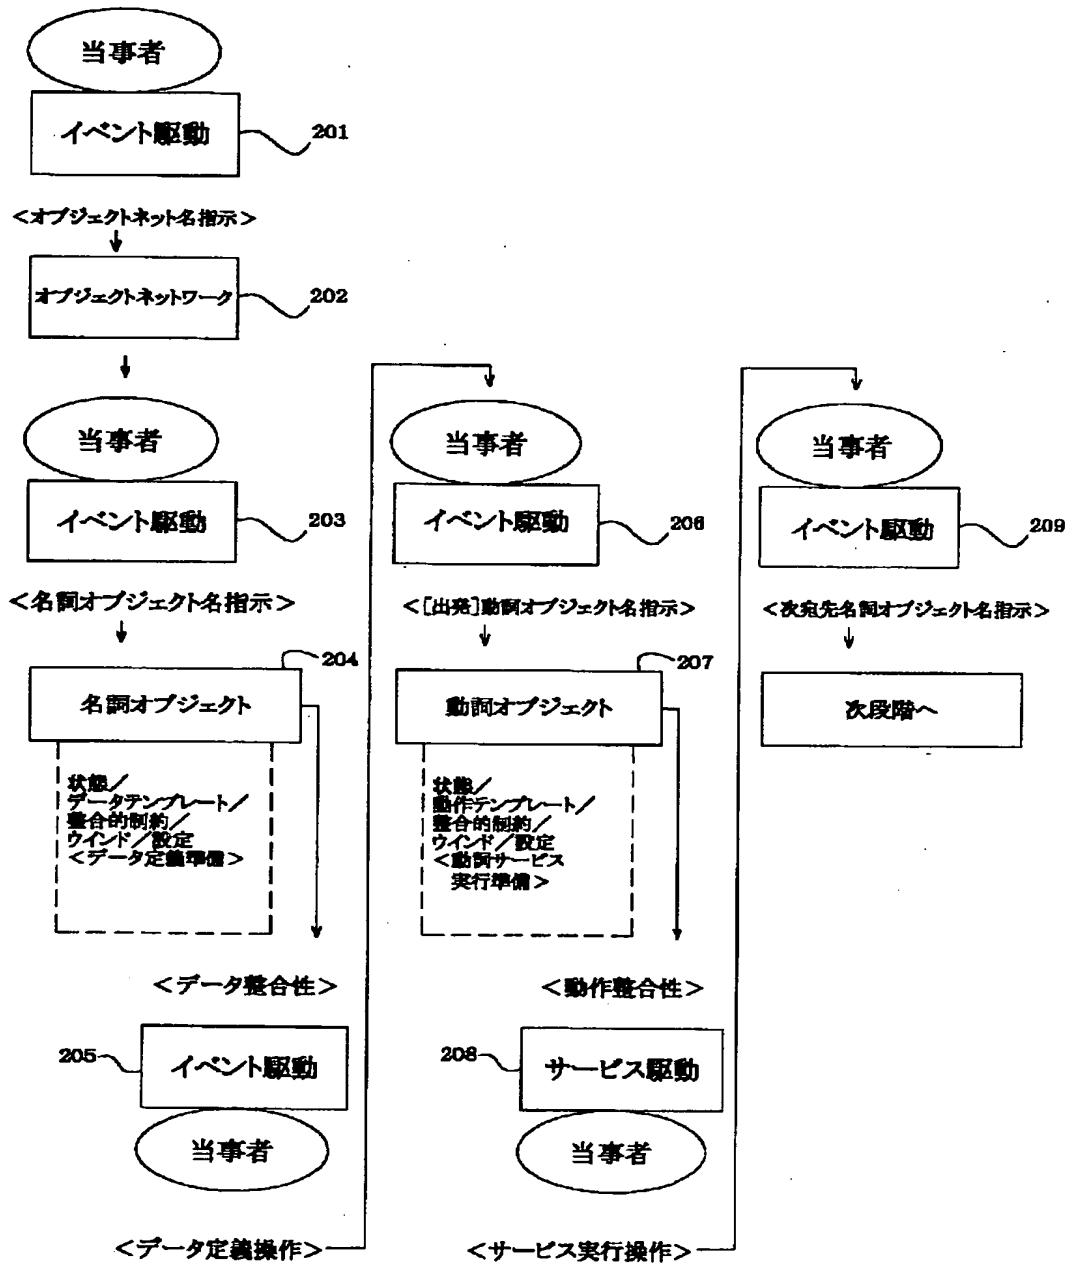 当事者
イベント駆動
201
<オブジェクトネット名指示>
オブジェクトネットワーク
202
当事者
イベント駆動
203
<名詞オブジェクト名指示>
204
名詞オブジェクト
状態/
データテンプレート/
整合的制約/
ウインド/設定
<データ定義準備>
<データ整合性>
205
イベント駆動
当事者
<データ定義操作>
当事者
イベント駆動
206
<[出発]動詞オブジェクト名指示>
207
動詞オブジェクト
状態/
動作テンプレート/
整合的制約/
ウインド/設定
<動詞サービス
実行準備>
<動作整合性>
208
サービス駆動
当事者
<サービス実行操作>
当事者
イベント駆動
209
<次宛先名詞オブジェクト名指示>
次段階へ